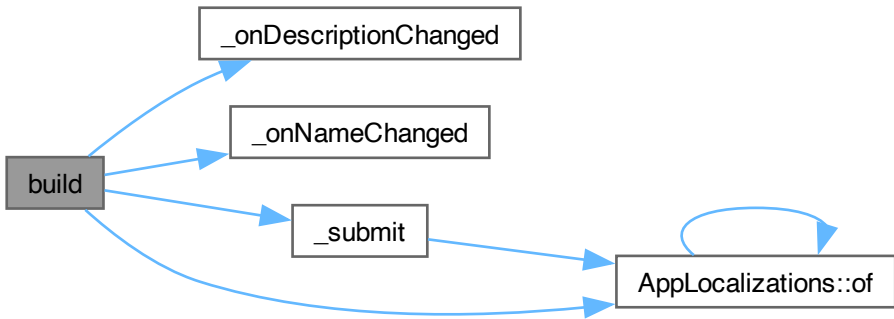 _onDescriptionChanged
_onNameChanged
build
_submit
AppLocalizations::of